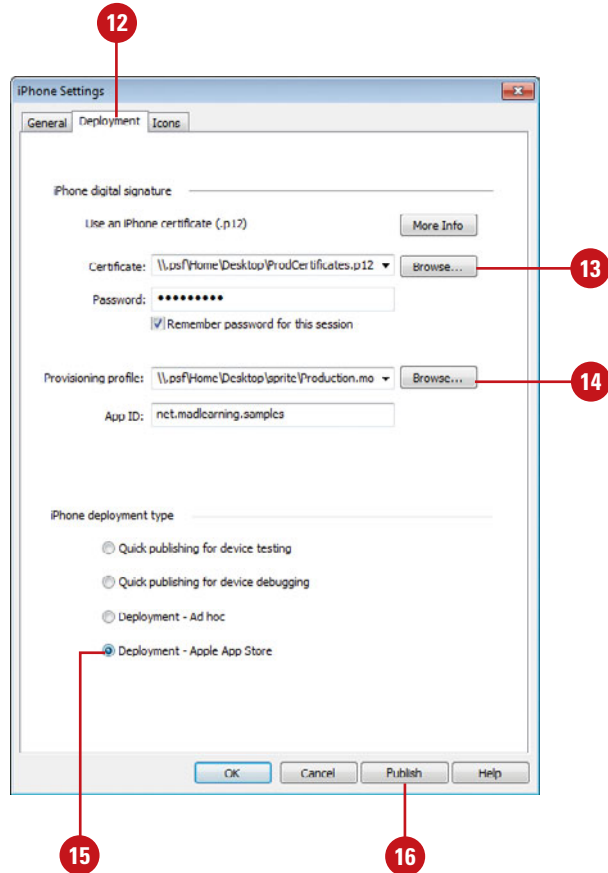 12
iPhone Settings
General Deployment Icons
iPhone digital signature
Use an iPhone certificate (.p12) More Info
Certificate: \\.psf\Home\Desktop\ProdCertificates.p12 Browse... 13
Password: •••••••••
Remember password for this session
Provisioning profile: \\.psf\Home\Desktop\sprite\Production.mo Browse... 14
App ID: net.madlearning.samples
iPhone deployment type
Quick publishing for device testing
Quick publishing for device debugging
Deployment - Ad hoc
Deployment - Apple App Store
OK Cancel Publish Help
15 16